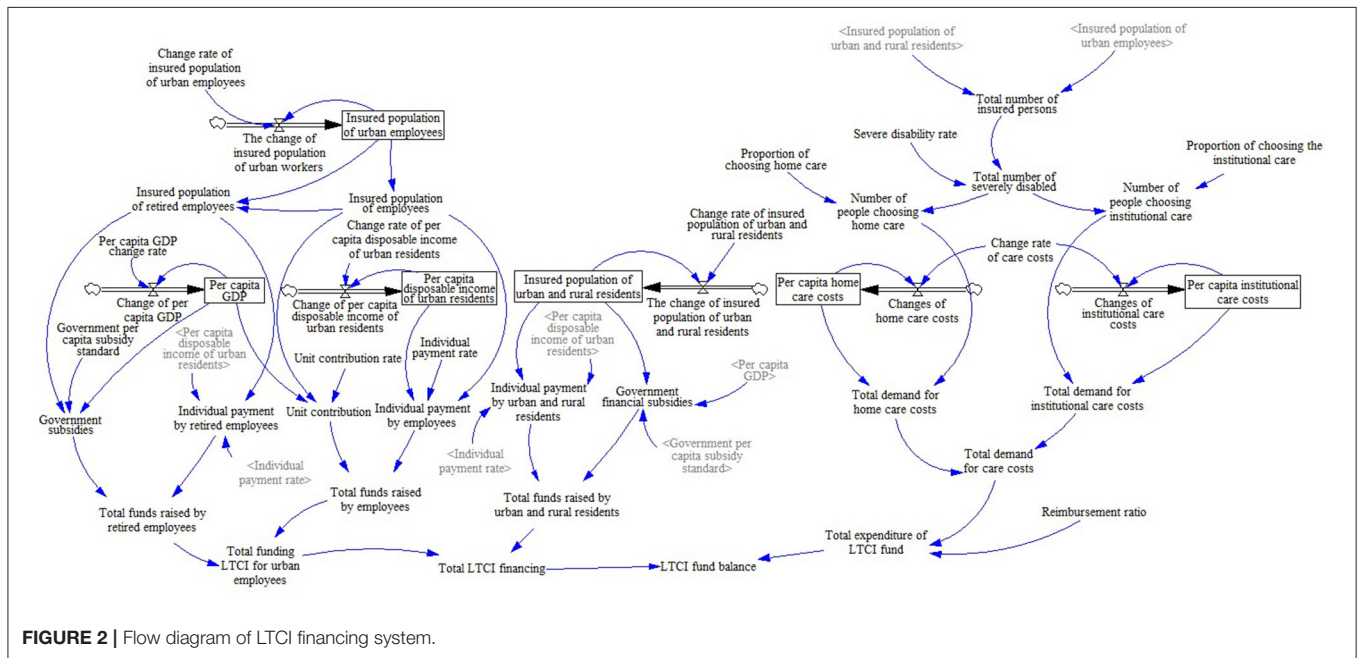 <Insured population of
urban and rural residents>
<Insured population of
urban employees>
Change rate of
insured population
of urban employees
Total number of
insured persons
Insured population
of urban employees
The change of
insured population
of urban workers
Severe disability rate
Proportion of
choosing home care
Proportion of choosing the
institutional care
Total number of
severely disabled
Insured population
of retired employees
Insured population
of employees
Number of
people choosing
home care
Number of
people choosing
institutional care
Change rate of per
capita disposable income
of urban residents
Change rate of insured
population of urban and
rural residents
Per capita GDP
change rate
Change rate
of care costs
Per capita
GDP
Change of per
capita GDP
Per capita
disposable income
of urban residents
Change of per capita
disposable income of
urban residents
Insured population of
urban and rural residents
The change of insured
population of urban
and rural residents
Per capita home
care costs
Changes of
home care costs
Per capita institutional
care costs
Changes of
institutional care costs
Government per
capita subsidy
standard
<Per capita
disposable
income of urban
residents>
Unit contribution rate
Individual
payment rate
<Per capita
disposable
income of urban
residents>
<Per capita
GDP>
Government
subsidies
Individual payment
by retired employees
Unit contribution
Individual payment
by employees
Individual payment
by urban and rural
residents
Government
financial subsidies
Total demand for
home care costs
Total demand for
institutional care costs
<Individual
payment rate>
<Individual
payment rate>
<Government per
capita subsidy
standard>
Total demand
for care costs
Total funds raised by
retired employees
Total funds raised
by employees
Total funds raised by
urban and rural residents
Reimbursement ratio
Total funding
LTCI for urban
employees
Total LTCI financing
LTCI fund balance
Total expenditure of
LTCI fund
FIGURE 2 | Flow diagram of LTCI financing system.